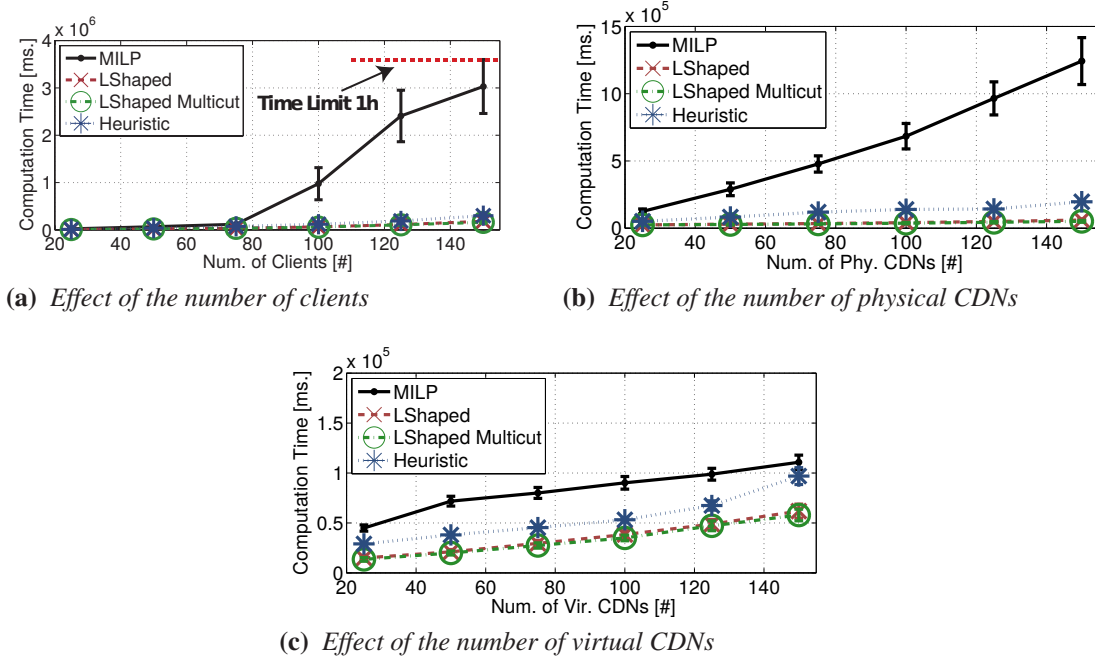 x 10^6
4
3
2
1
0
Computation Time [ms.]
MILP
LShaped
LShaped Multicut
Heuristic
Time Limit 1h
20 40 60 80 100 120 140
Num. of Clients [#]
(a) Effect of the number of clients
x 10^5
15
10
5
0
Computation Time [ms.]
MILP
LShaped
LShaped Multicut
Heuristic
20 40 60 80 100 120 140
Num. of Phy. CDNs [#]
(b) Effect of the number of physical CDNs
x 10^5
2
1.5
1
0.5
0
Computation Time [ms.]
MILP
LShaped
LShaped Multicut
Heuristic
20 40 60 80 100 120 140
Num. of Vir. CDNs [#]
(c) Effect of the number of virtual CDNs